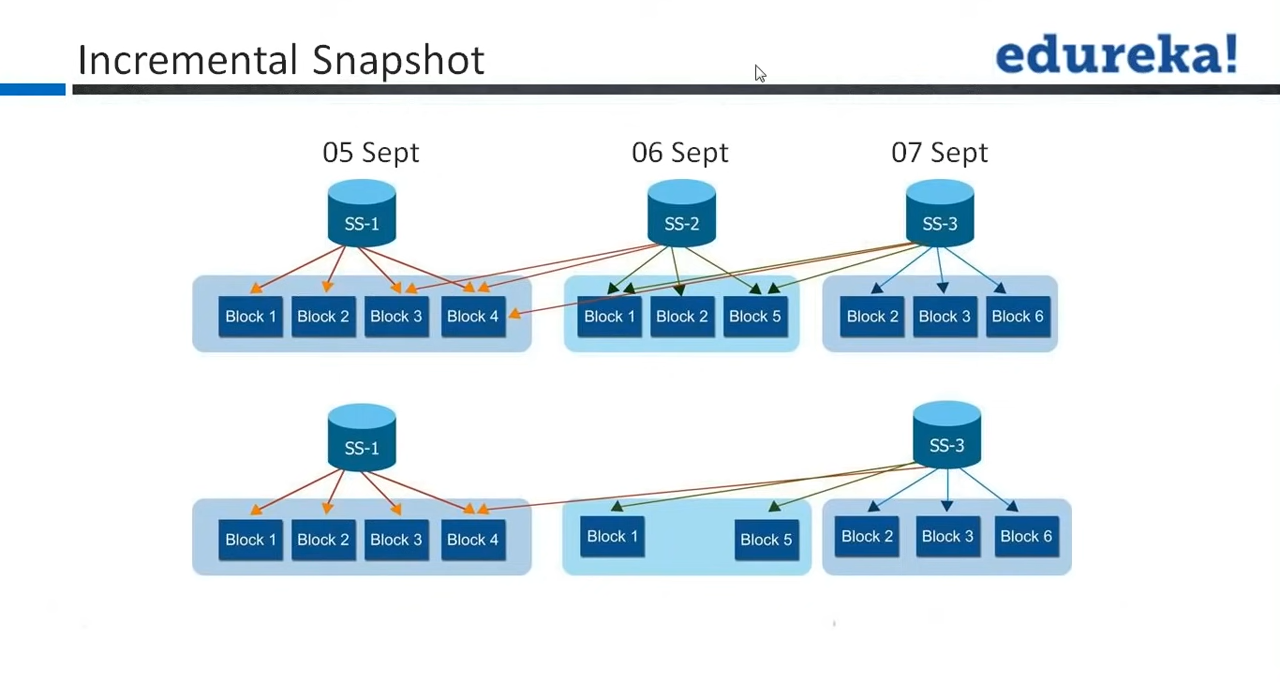 Incremental Snapshot
edureka!
05 Sept
06 Sept
07 Sept
SS-1
SS-2
SS-3
Block 1
Block 2
Block 3
Block 4
Block 1
Block 2
Block 5
Block 2
Block 3
Block 6
SS-1
SS-3
Block 1
Block 2
Block 3
Block 4
Block 1
Block 5
Block 2
Block 3
Block 6